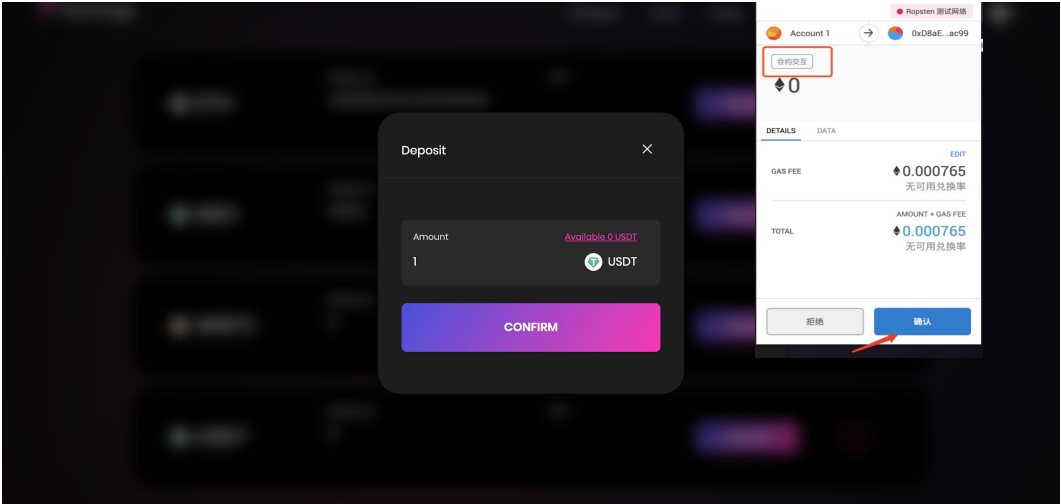 Ropsten 测试网络
Account 1
0xD8aE...ac99
合约交互
0
DETAILS
DATA
EDIT
GAS FEE
0.000765
无可用兑换率
AMOUNT + GAS FEE
TOTAL
0.000765
无可用兑换率
拒绝
确认
Deposit
Amount
Available 0 USDT
1
USDT
CONFIRM